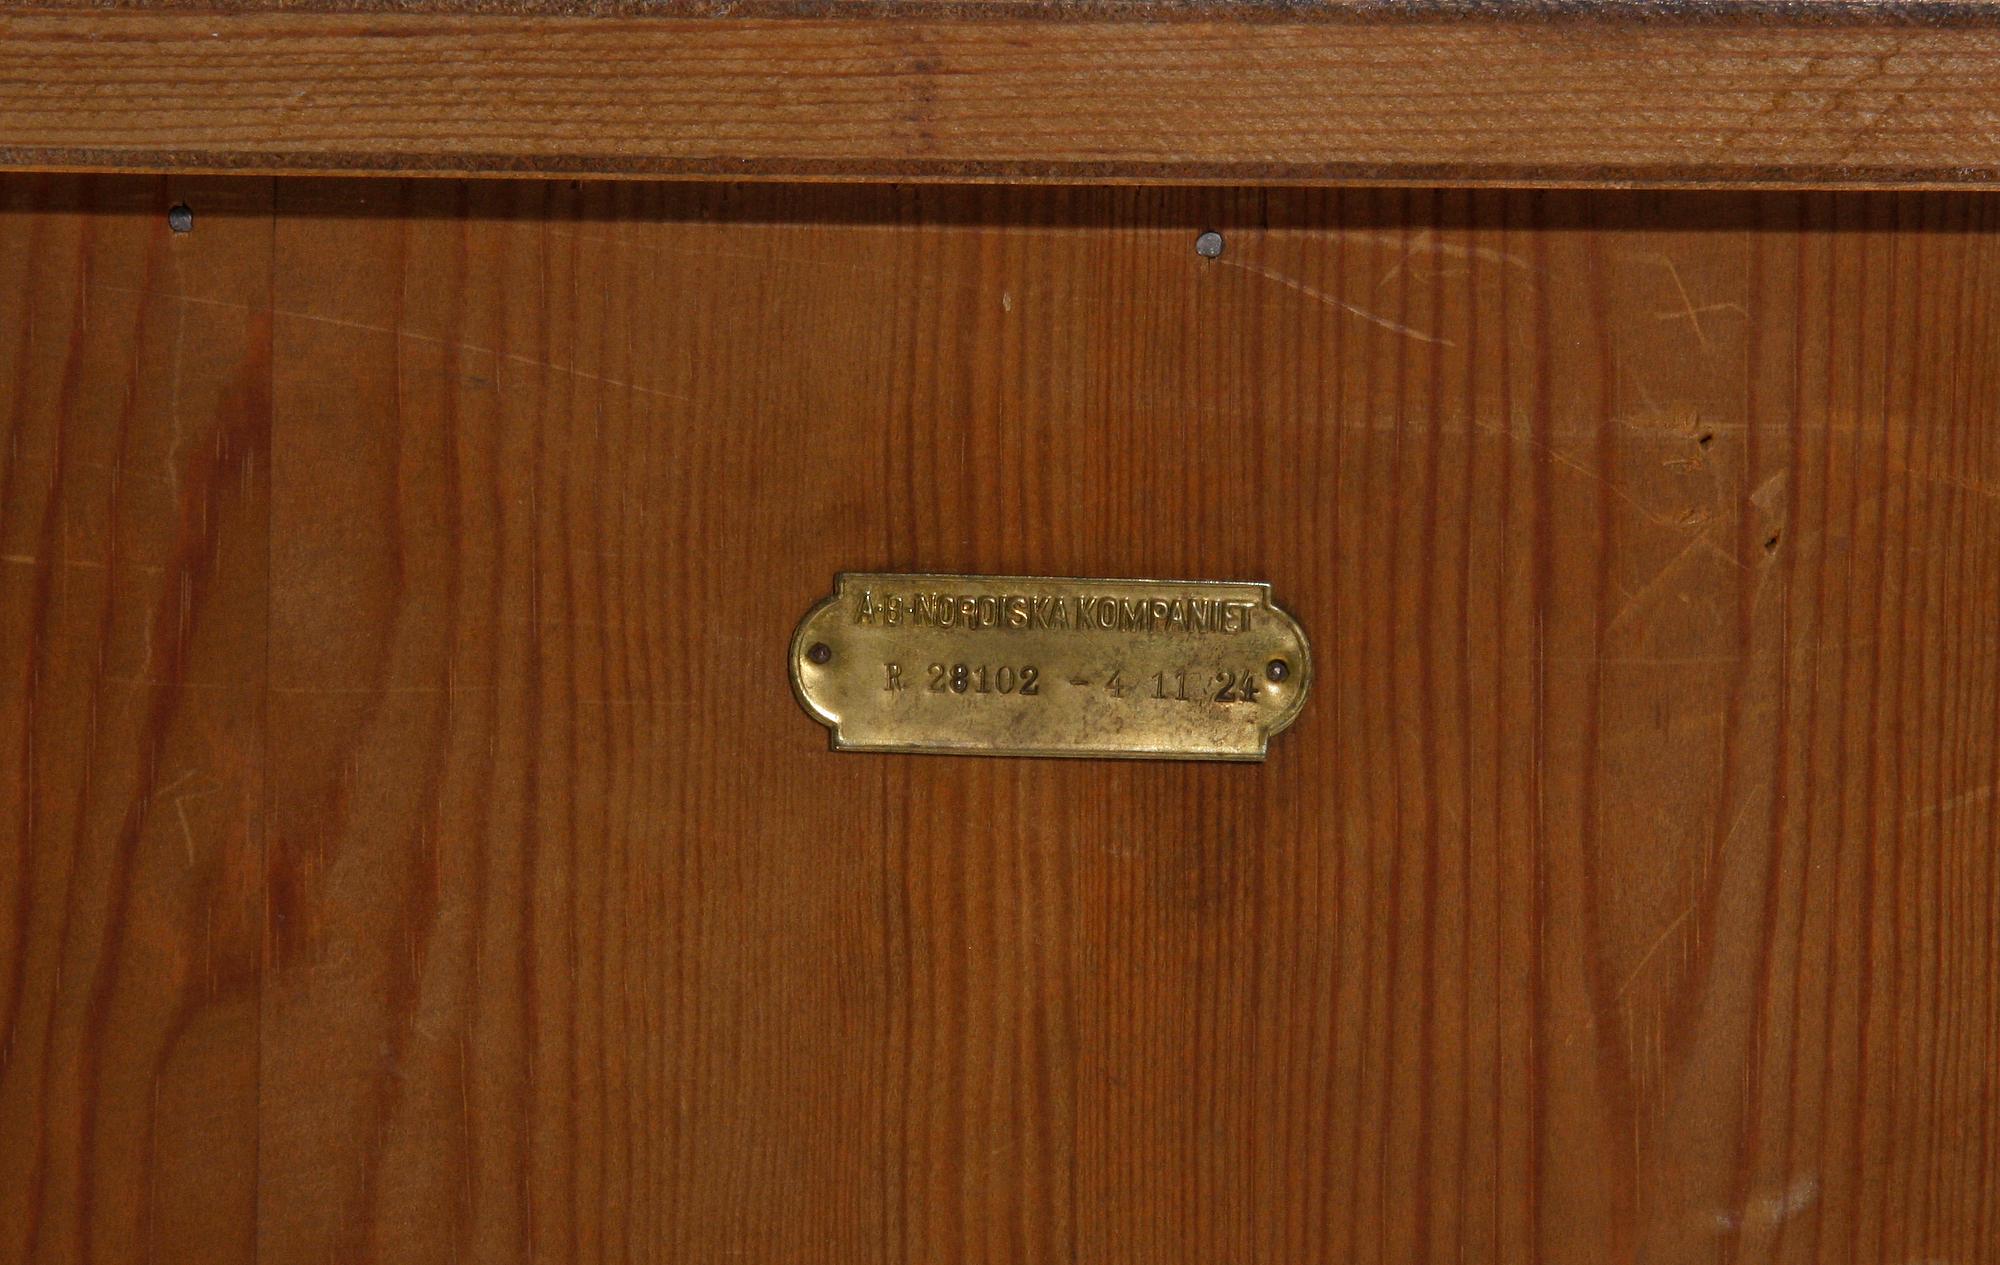 A·B·NORDISKA KOMPANIET
R 28102 - 4 11 24